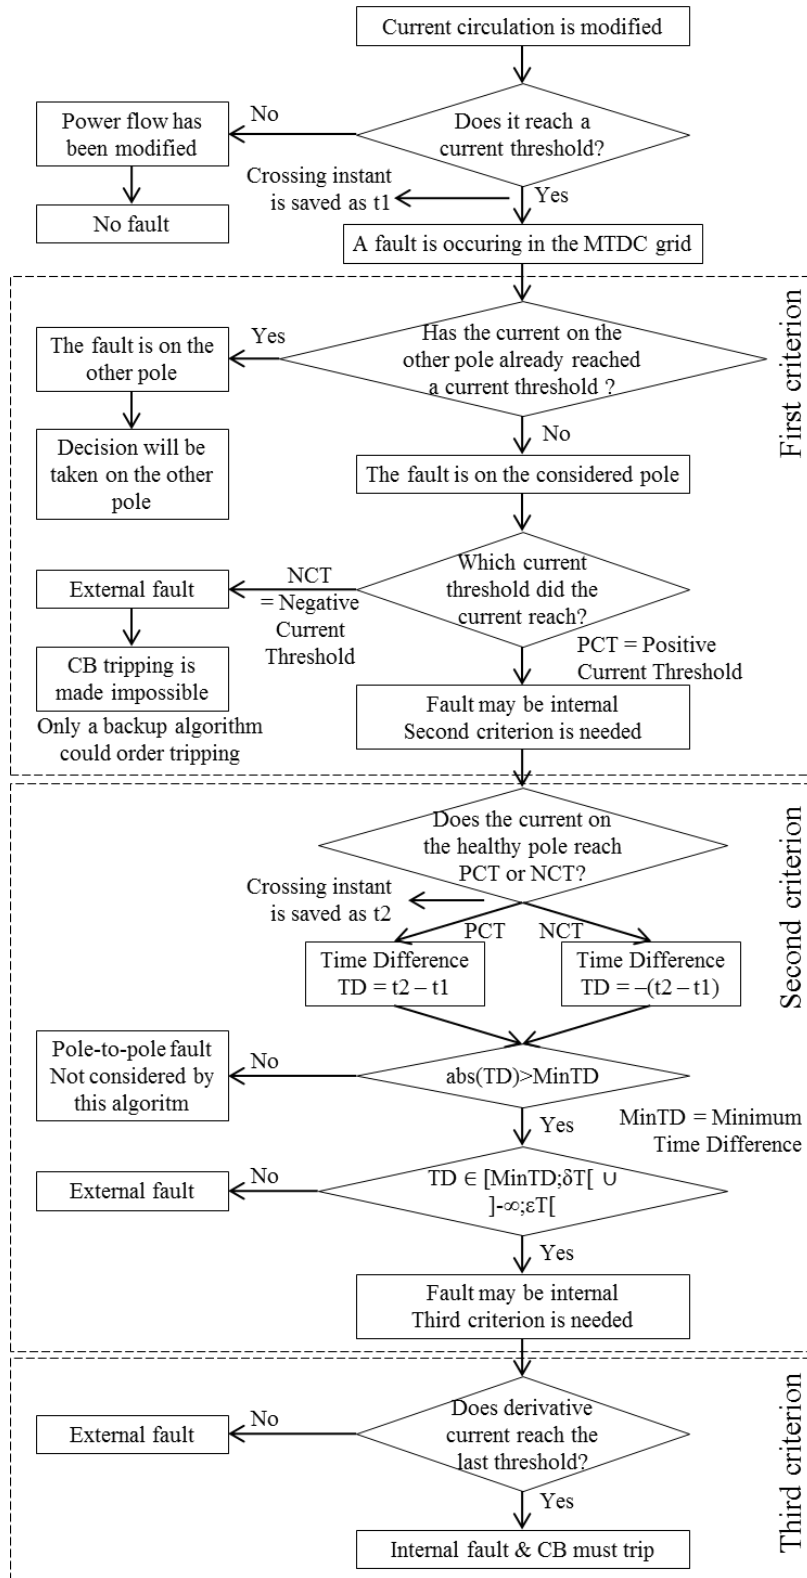 Current circulation is modified
Does it reach a
current threshold?
No
Power flow has
been modified
No fault
Crossing instant
is saved as t1
Yes
A fault is occuring in the MTDC grid
First criterion
Has the current on the
other pole already reached
a current threshold ?
Yes
The fault is on the
other pole
Decision will be
taken on the other
pole
No
The fault is on the considered pole
Which current
threshold did the
current reach?
NCT
= Negative
Current
Threshold
External fault
CB tripping is
made impossible
Only a backup algorithm
could order tripping
PCT = Positive
Current Threshold
Fault may be internal
Second criterion is needed
Second criterion
Does the current on
the healthy pole reach
PCT or NCT?
Crossing instant
is saved as t2
PCT
NCT
Time Difference
TD = t2 – t1
Time Difference
TD = –(t2 – t1)
abs(TD)>MinTD
No
Pole-to-pole fault
Not considered by
this algoritm
Yes
MinTD = Minimum
Time Difference
TD ∈ [MinTD;δT[ ∪
]-∞;εT[
No
External fault
Yes
Fault may be internal
Third criterion is needed
Third criterion
Does derivative
current reach the
last threshold?
No
External fault
Yes
Internal fault & CB must trip